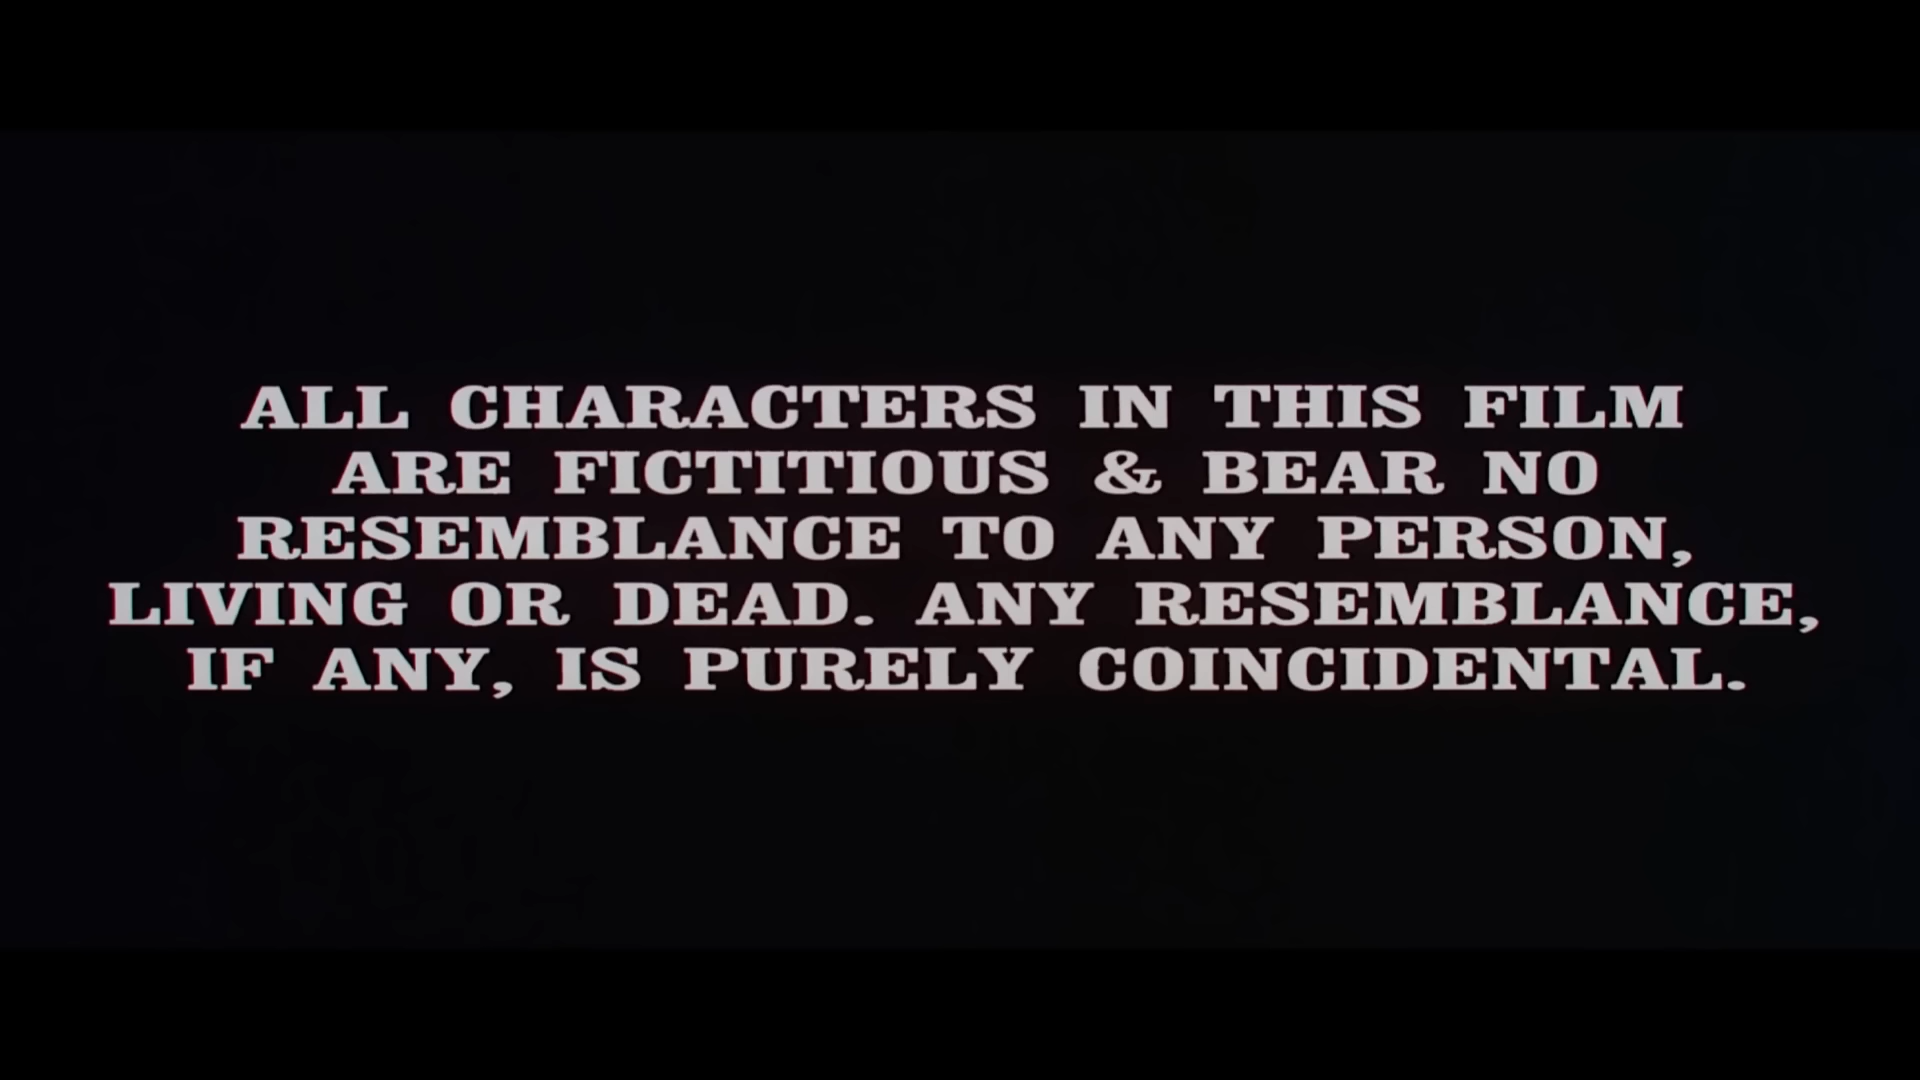 ALL CHARACTERS IN THIS FILM
ARE FICTITIOUS & BEAR NO
RESEMBLANCE TO ANY PERSON,
LIVING OR DEAD. ANY RESEMBLANCE,
IF ANY, IS PURELY COINCIDENTAL.